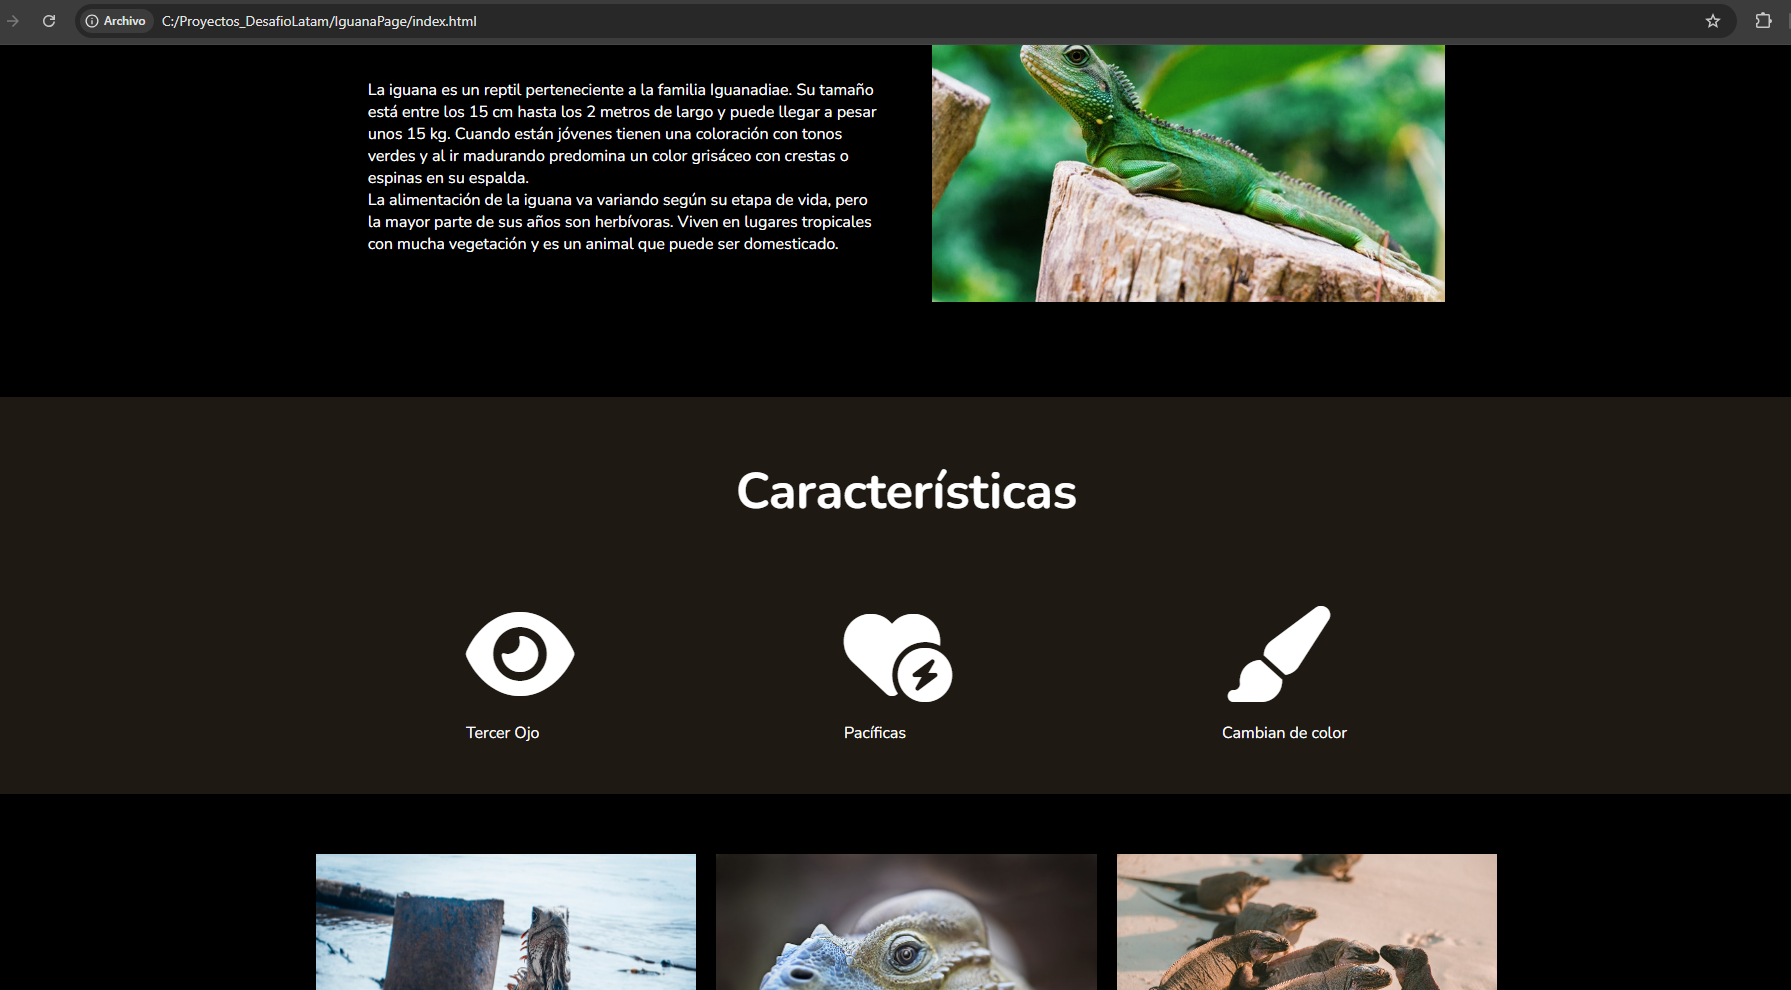 Archivo C:/Proyectos_DesafioLatam/IguanaPage/index.html
La iguana es un reptil perteneciente a la familia Iguanadiae. Su tamaño
está entre los 15 cm hasta los 2 metros de largo y puede llegar a pesar
unos 15 kg. Cuando están jóvenes tienen una coloración con tonos
verdes y al ir madurando predomina un color grisáceo con crestas o
espinas en su espalda.
La alimentación de la iguana va variando según su etapa de vida, pero
la mayor parte de sus años son herbívoras. Viven en lugares tropicales
con mucha vegetación y es un animal que puede ser domesticado.
Características
Tercer Ojo
Pacíficas
Cambian de color